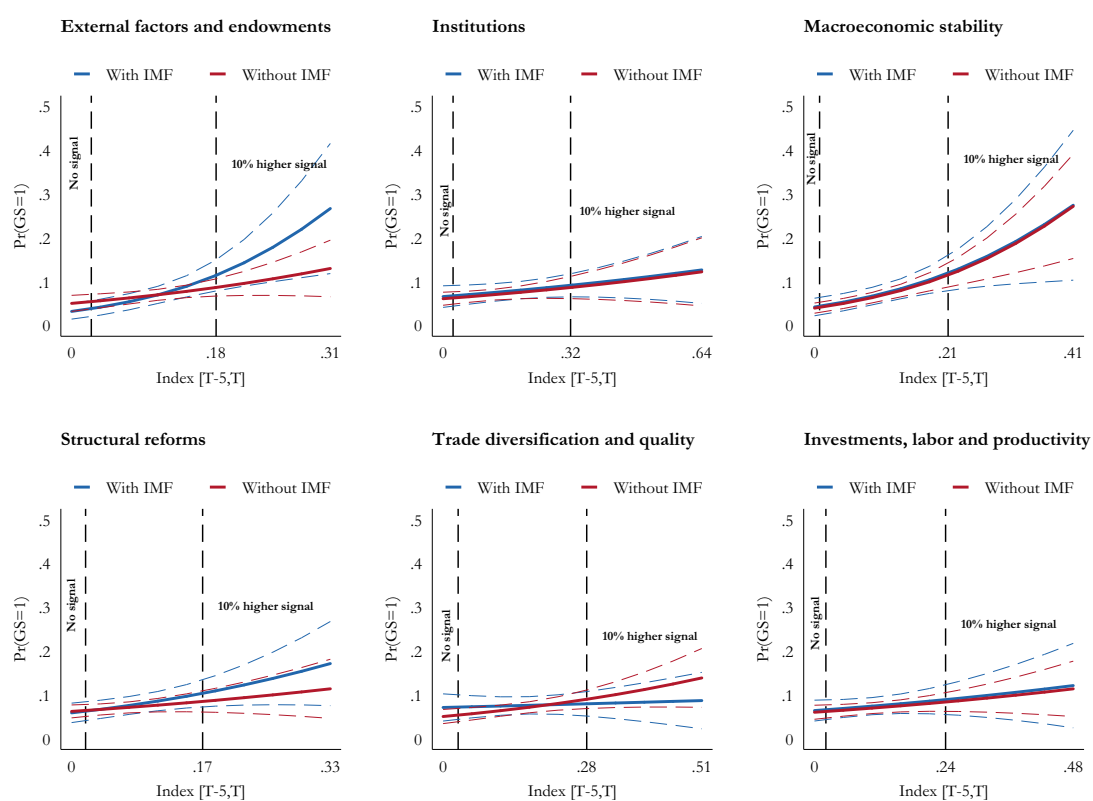 External factors and endowments
With IMF Without IMF
Pr(GS=1)
.5
.4
.3
.2
.1
0
No signal
10% higher signal
0 .18 .31
Index [T-5,T]
Institutions
With IMF Without IMF
Pr(GS=1)
.5
.4
.3
.2
.1
0
No signal
10% higher signal
0 .32 .64
Index [T-5,T]
Macroeconomic stability
With IMF Without IMF
Pr(GS=1)
.5
.4
.3
.2
.1
0
No signal
10% higher signal
0 .21 .41
Index [T-5,T]
Structural reforms
With IMF Without IMF
Pr(GS=1)
.5
.4
.3
.2
.1
0
No signal
10% higher signal
0 .17 .33
Index [T-5,T]
Trade diversification and quality
With IMF Without IMF
Pr(GS=1)
.5
.4
.3
.2
.1
0
No signal
10% higher signal
0 .28 .51
Index [T-5,T]
Investments, labor and productivity
With IMF Without IMF
Pr(GS=1)
.5
.4
.3
.2
.1
0
No signal
10% higher signal
0 .24 .48
Index [T-5,T]